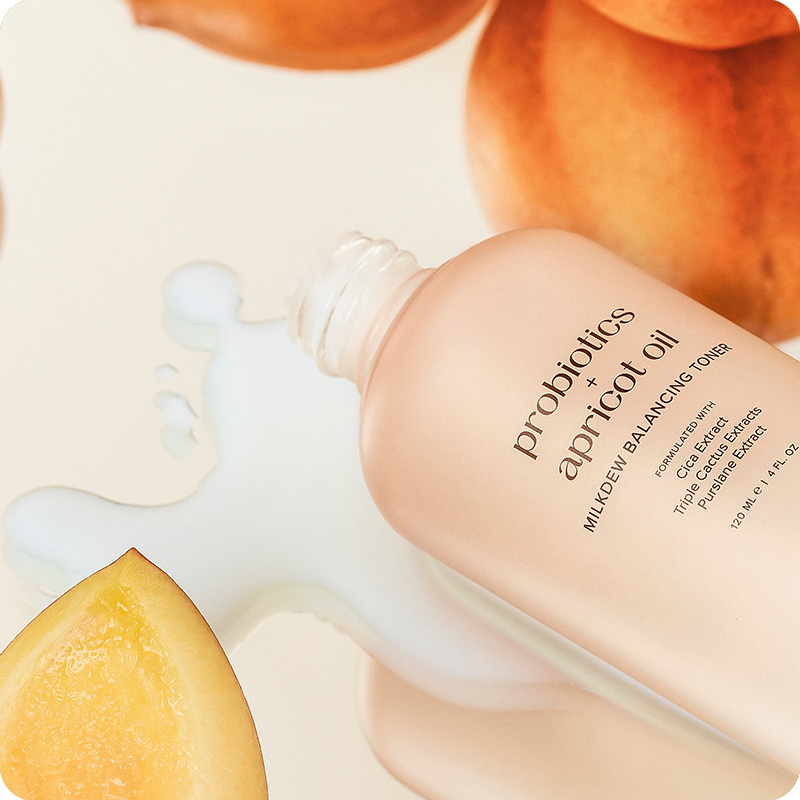 probiotics
+
apricot oil
MILKDEW BALANCING TONER
FORMULATED WITH
Cica Extract
Triple Cactus Extracts
Purslane Extract
120 ML e | 4 FL. OZ